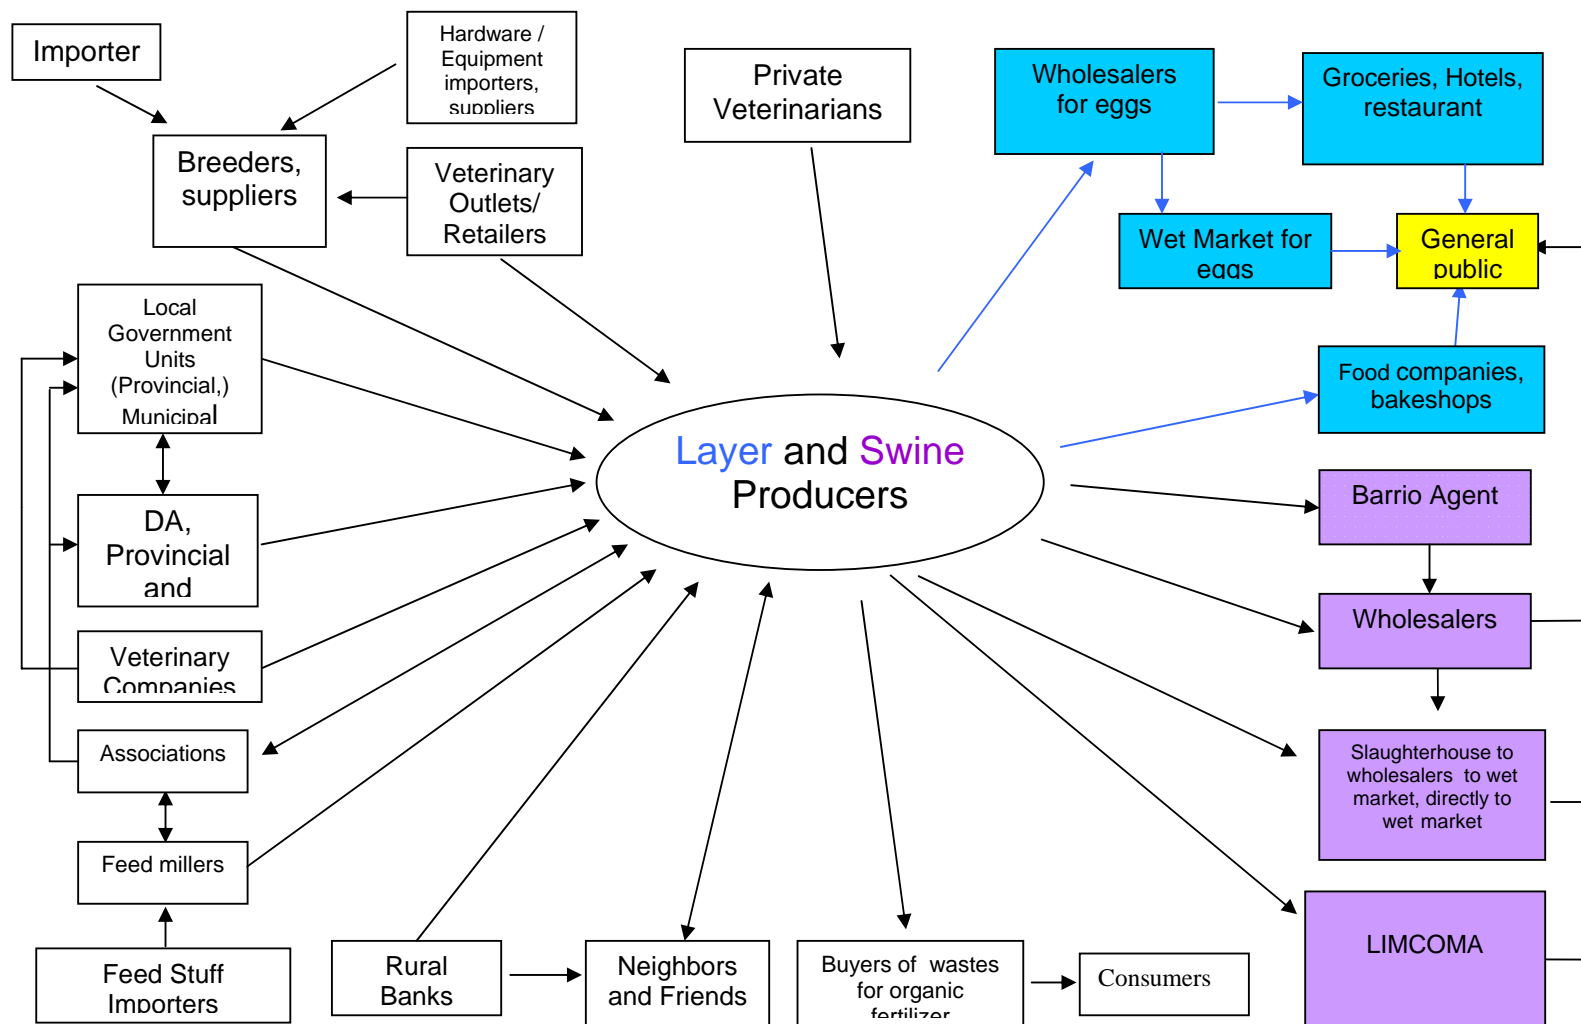 Importer
Hardware /
Equipment
importers,
suppliers
Private
Veterinarians
Wholesalers
for eggs
Groceries, Hotels,
restaurant
Breeders,
suppliers
Veterinary
Outlets/
Retailers
Wet Market for
eggs
General
public
Local
Government
Units
(Provincial,)
Municipal
Food companies,
bakeshops
Layer and Swine
Producers
Barrio Agent
DA,
Provincial
and
Wholesalers
Veterinary
Companies
Associations
Slaughterhouse to
wholesalers to wet
market, directly to
wet market
Feed millers
LIMCOMA
Feed Stuff
Importers
Rural
Banks
Neighbors
and Friends
Buyers of wastes
for organic
fertilizer
Consumers